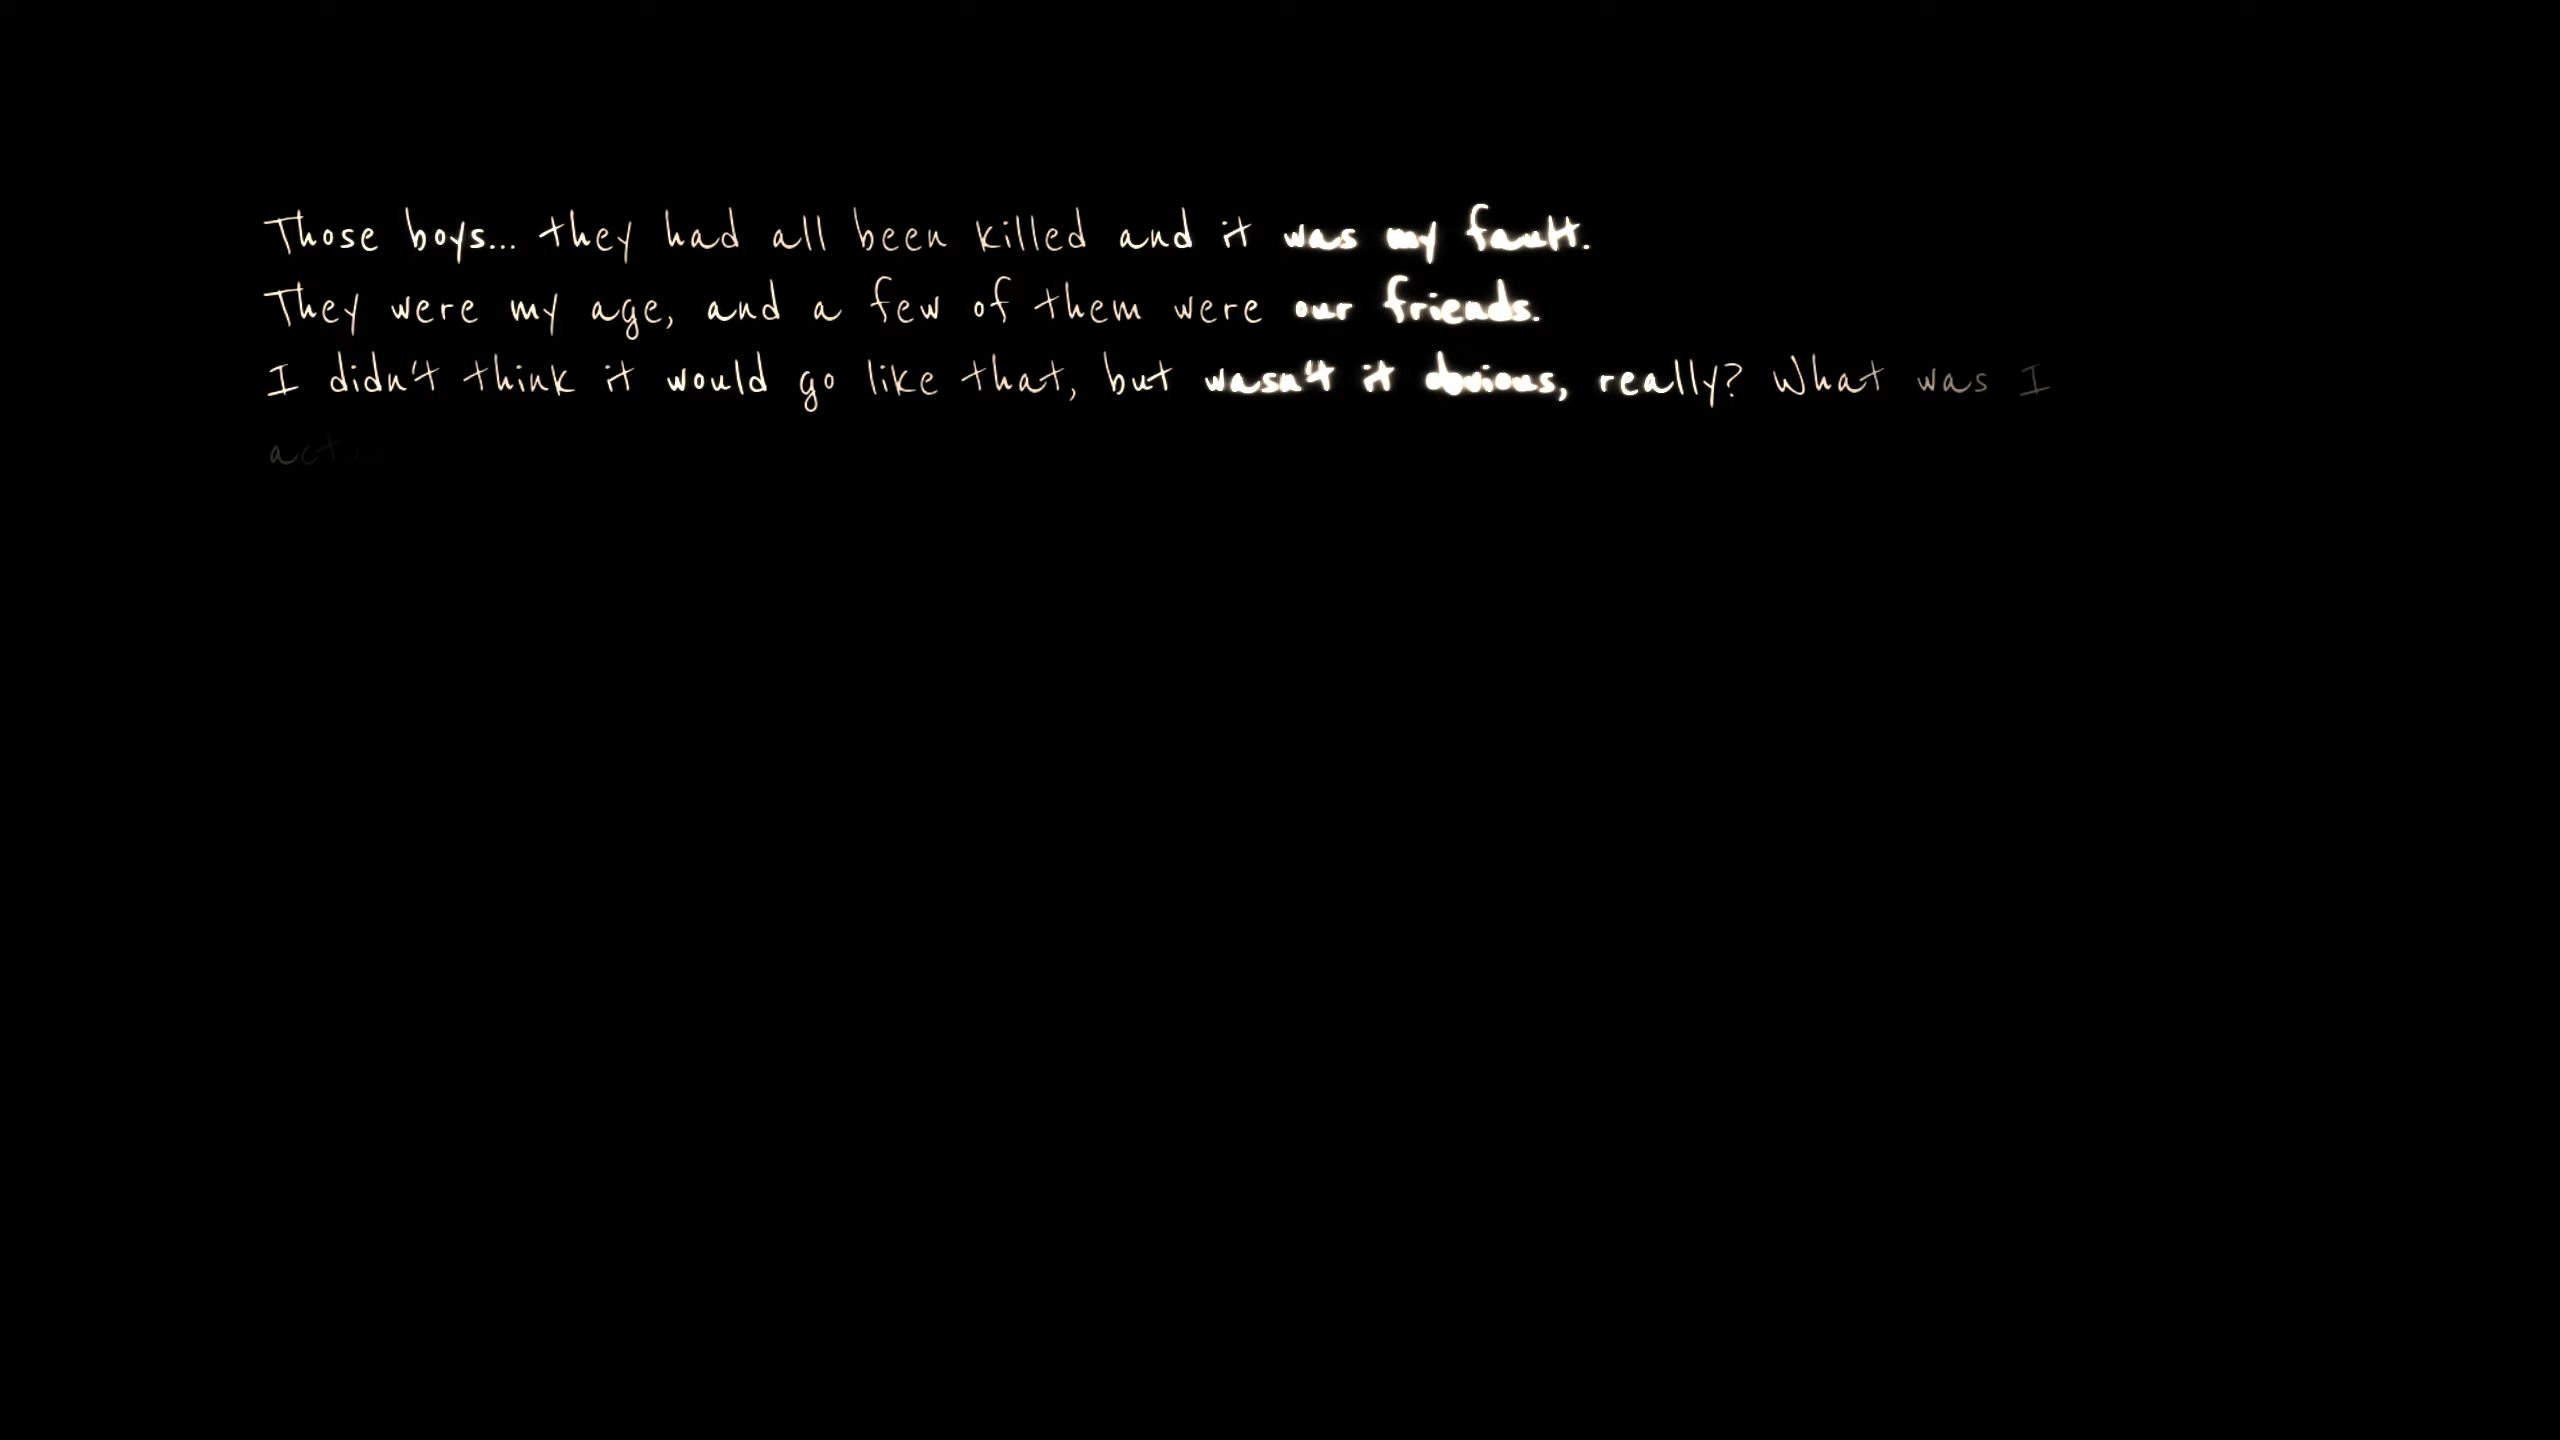 Those boys... they had all been killed and it was my fault.
They were my age, and a few of them were our friends.
I didn't think it would go like that, but wasn't it obvious, really? What was I